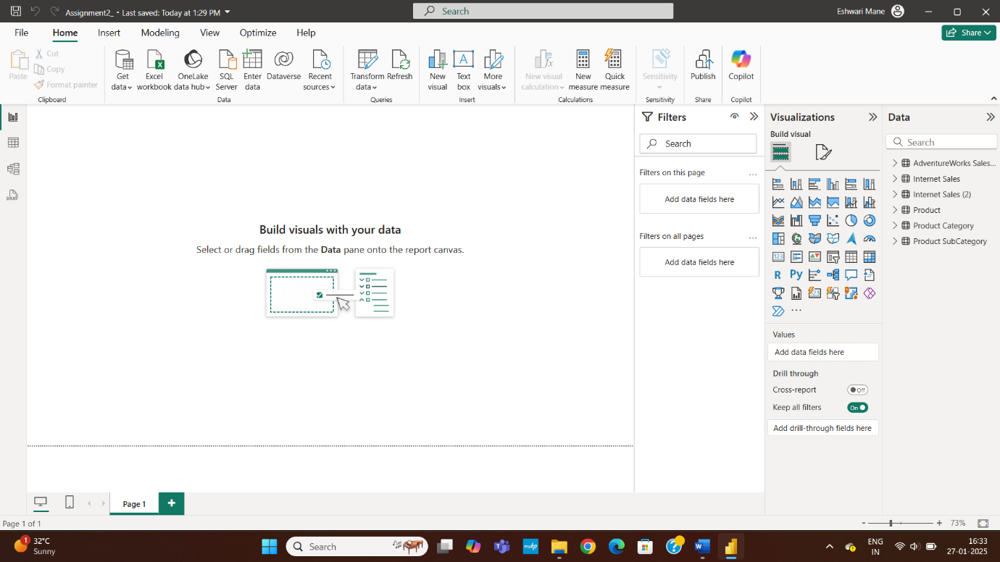 Assignment2_ • Last saved: Today at 1:29 PM
Search
Eshwari Mane
File Home Insert Modeling View Optimize Help
Share
Paste
Cut
Copy
Format painter
Clipboard
Get data
Excel workbook
OneLake data hub
SQL Server
Enter data
Dataverse
Recent sources
Data
Transform data
Refresh
Queries
New visual
Text box
More visuals
Insert
New visual calculation
New measure
Quick measure
Calculations
Sensitivity
Sensitivity
Publish
Share
Copilot
Copilot
Build visuals with your data
Select or drag fields from the Data pane onto the report canvas.
Filters
Search
Filters on this page
...
Add data fields here
Filters on all pages
...
Add data fields here
Visualizations
Build visual
123
R
Py
123
...
Values
Add data fields here
Drill through
Cross-report
Off
Keep all filters
On
Add drill-through fields here
Data
Search
AdventureWorks Sales...
Internet Sales
Internet Sales (2)
Product
Product Category
Product SubCategory
DAX
Page 1
+
Page 1 of 1
- + 73%
1
32°C
Sunny
Search
myhp
ENG
IN
16:33
27-01-2025